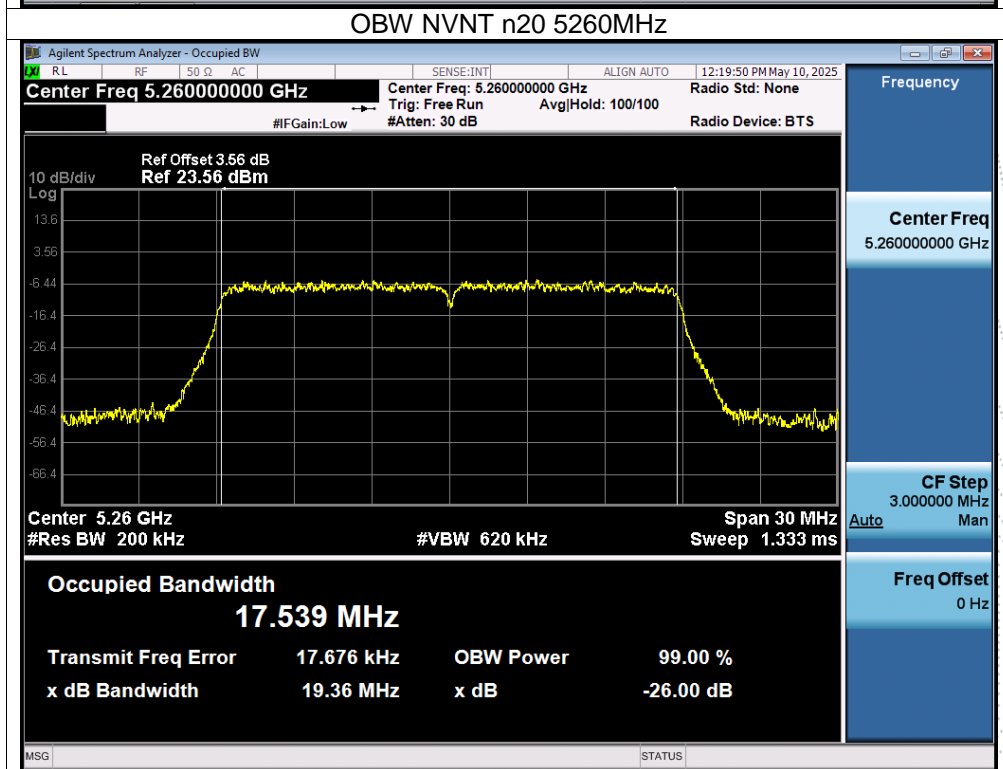 OBW NVNT n20 5260MHz
Agilent Spectrum Analyzer - Occupied BW
LXI RL RF 50 Ω AC SENSE:INT ALIGN AUTO 12:19:50 PM May 10, 2025
Center Freq 5.260000000 GHz
Center Freq: 5.260000000 GHz
Radio Std: None
Trig: Free Run Avg|Hold: 100/100
#IFGain:Low #Atten: 30 dB Radio Device: BTS
Ref Offset 3.56 dB
10 dB/div Ref 23.56 dBm
Log
13.6
3.56
-6.44
-16.4
-26.4
-36.4
-46.4
-56.4
-66.4
Center 5.26 GHz Span 30 MHz
#Res BW 200 kHz #VBW 620 kHz Sweep 1.333 ms
Occupied Bandwidth
17.539 MHz
Transmit Freq Error 17.676 kHz OBW Power 99.00 %
x dB Bandwidth 19.36 MHz x dB -26.00 dB
MSG STATUS
Frequency
Center Freq
5.260000000 GHz
CF Step
3.000000 MHz
Auto Man
Freq Offset
0 Hz